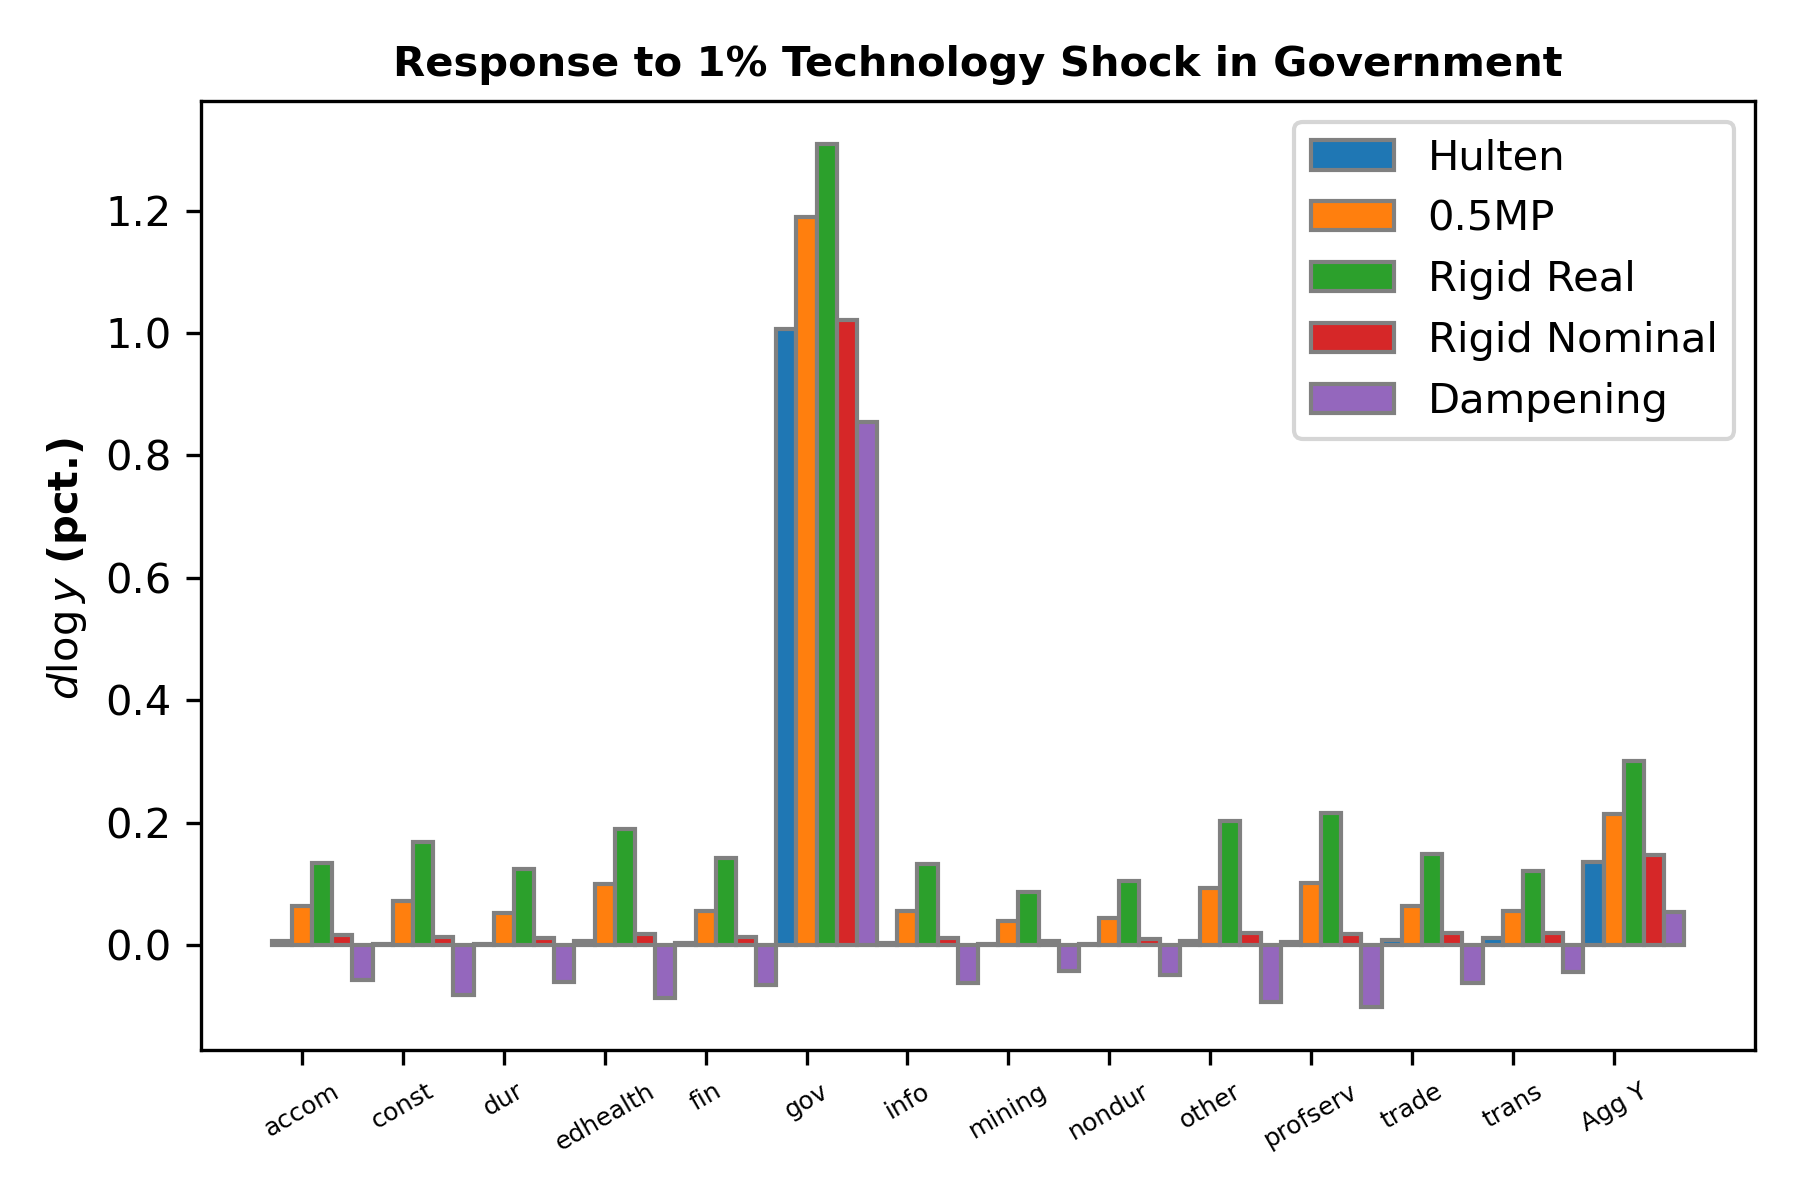 Response to 1% Technology Shock in Government
Hulten
0.5MP
Rigid Real
Rigid Nominal
Dampening
dlog y (pct.)
1.2
1.0
0.8
0.6
0.4
0.2
0.0
accom const dur edhealth fin gov info mining nondur other profserv trade trans Agg Y